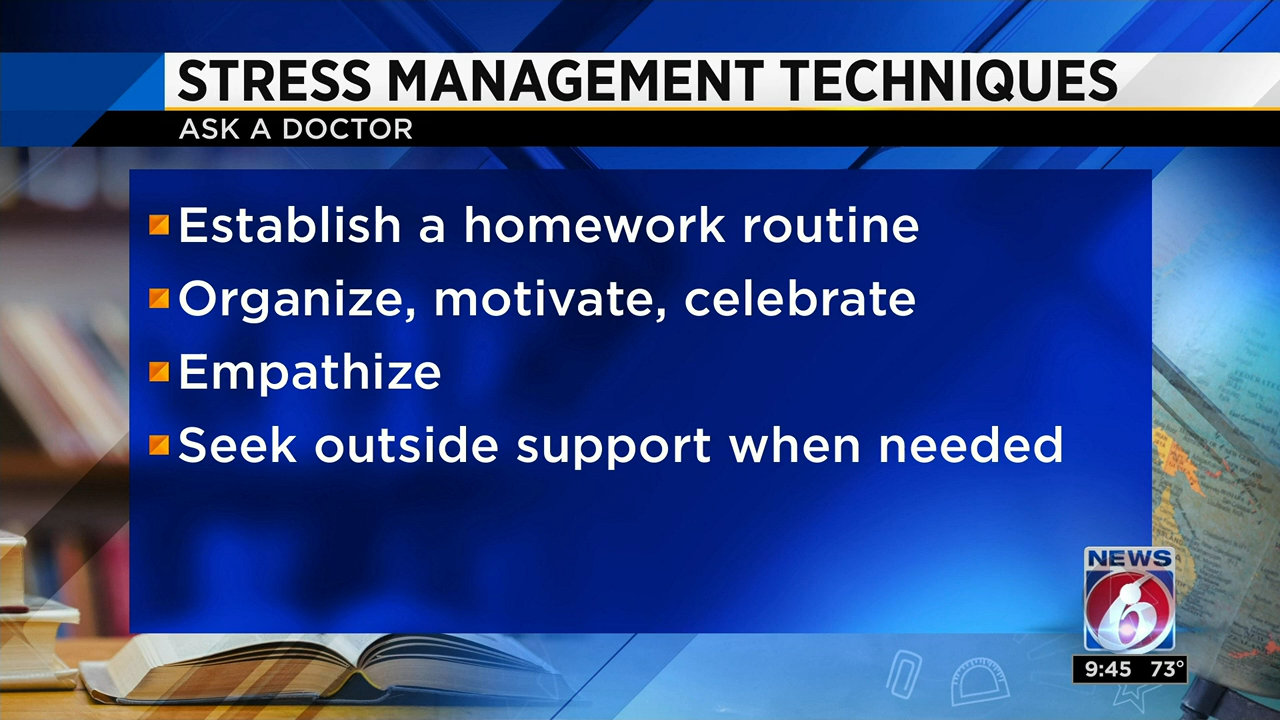 STRESS MANAGEMENT TECHNIQUES
ASK A DOCTOR
Establish a homework routine
Organize, motivate, celebrate
Empathize
Seek outside support when needed
NEWS
6
9:45 73°